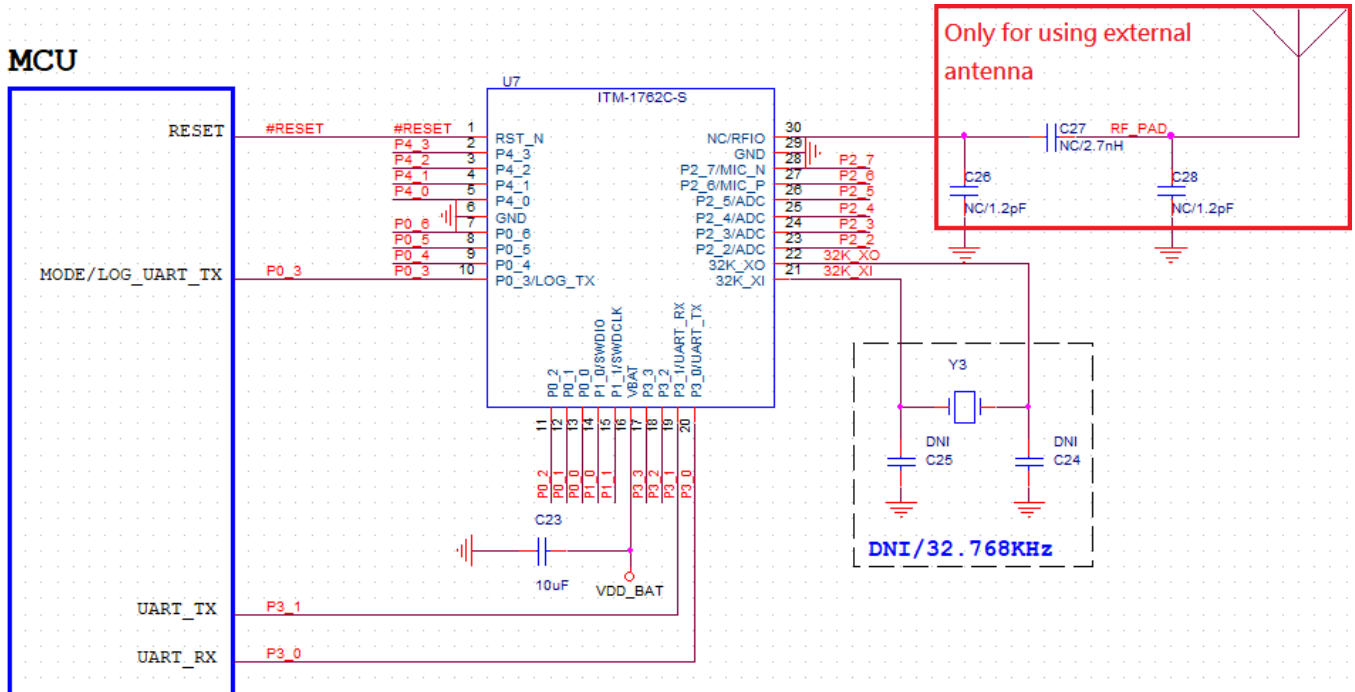 Only for using external
antenna
MCU
U7
ITM-1762C-S
RESET
#RESET
#RESET
1
RST_N
P4_3
2
P4_3
P4_2
3
P4_2
P4_1
4
P4_1
P4_0
5
P4_0
6
GND
P0_6
7
P0_6
P0_5
8
P0_5
P0_4
9
P0_4
MODE/LOG_UART_TX
P0_3
P0_3
10
P0_3/LOG_TX
NC/RFIO
30
GND
29
P2_7/MIC_N
28
P2_7
P2_6/MIC_P
27
P2_6
P2_5/ADC
26
P2_5
P2_4/ADC
25
P2_4
P2_3/ADC
24
P2_3
P2_2/ADC
23
P2_2
32K_XO
22
32K_XO
32K_XI
21
32K_XI
C27
RF_PAD
NC/2.7nH
C26
NC/1.2pF
C28
NC/1.2pF
P0_2
P0_1
P0_0
P1_0/SWDIO
P1_1/SWDCLK
VBAT
P3_3
P3_2
P3_1/UART_RX
P3_0/UART_TX
11
12
13
14
15
16
17
18
19
20
P0_2
P0_1
P0_0
P1_0
P1_1
P3_3
P3_2
P3_1
P3_0
Y3
DNI
C25
DNI
C24
DNI/32.768KHz
C23
10uF
VDD_BAT
UART_TX
P3_1
UART_RX
P3_0